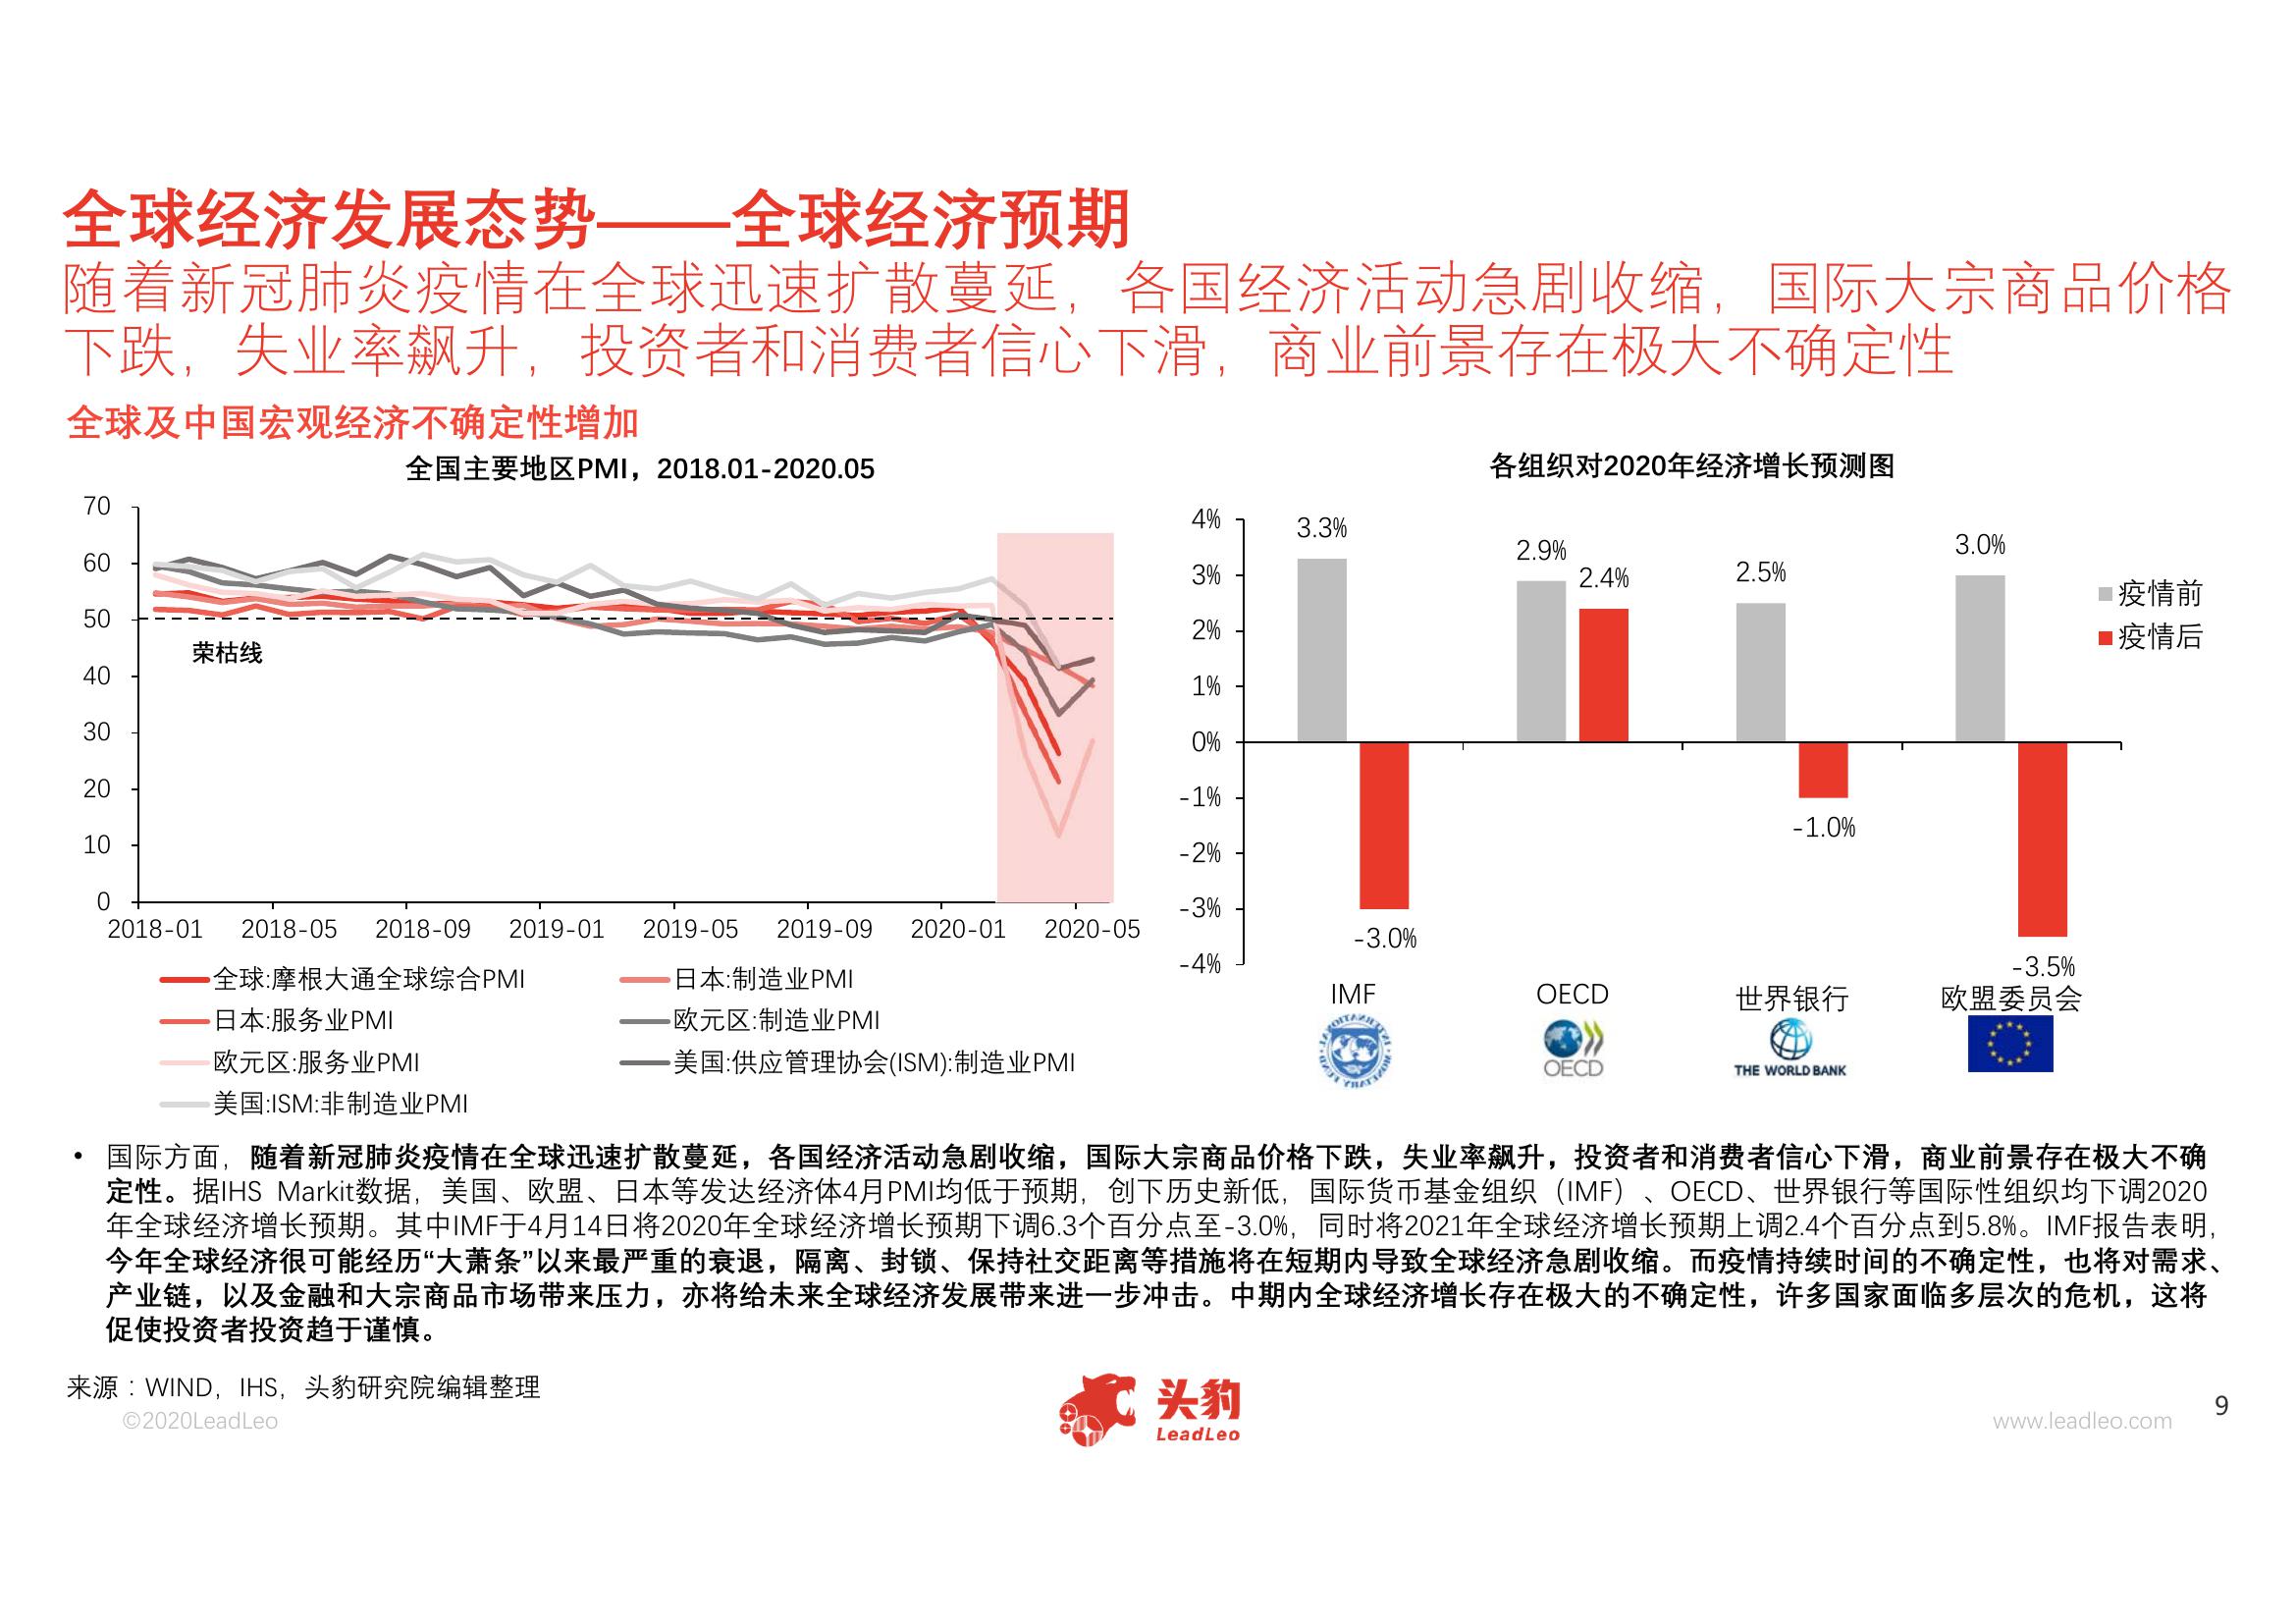 全球经济发展态势——全球经济预期
随着新冠肺炎疫情在全球迅速扩散蔓延，各国经济活动急剧收缩，国际大宗商品价格
下跌，失业率飙升，投资者和消费者信心下滑，商业前景存在极大不确定性
全球及中国宏观经济不确定性增加
全国主要地区PMI，2018.01-2020.05
70
60
50
40
30
20
10
0
荣枯线
2018-01 2018-05 2018-09 2019-01 2019-05 2019-09 2020-01 2020-05
全球:摩根大通全球综合PMI
日本:制造业PMI
日本:服务业PMI
欧元区:制造业PMI
欧元区:服务业PMI
美国:供应管理协会(ISM):制造业PMI
美国:ISM:非制造业PMI
各组织对2020年经济增长预测图
4%
3%
2%
1%
0%
-1%
-2%
-3%
-4%
3.3%
-3.0%
2.9%
2.4%
2.5%
-1.0%
3.0%
-3.5%
疫情前
疫情后
IMF
OECD
世界银行
欧盟委员会
OECD
THE WORLD BANK
• 国际方面，随着新冠肺炎疫情在全球迅速扩散蔓延，各国经济活动急剧收缩，国际大宗商品价格下跌，失业率飙升，投资者和消费者信心下滑，商业前景存在极大不确
定性。据IHS Markit数据，美国、欧盟、日本等发达经济体4月PMI均低于预期，创下历史新低，国际货币基金组织（IMF）、OECD、世界银行等国际性组织均下调2020
年全球经济增长预期。其中IMF于4月14日将2020年全球经济增长预期下调6.3个百分点至-3.0%，同时将2021年全球经济增长预期上调2.4个百分点到5.8%。IMF报告表明，
今年全球经济很可能经历“大萧条”以来最严重的衰退，隔离、封锁、保持社交距离等措施将在短期内导致全球经济急剧收缩。而疫情持续时间的不确定性，也将对需求、
产业链，以及金融和大宗商品市场带来压力，亦将给未来全球经济发展带来进一步冲击。中期内全球经济增长存在极大的不确定性，许多国家面临多层次的危机，这将
促使投资者投资趋于谨慎。
来源：WIND，IHS，头豹研究院编辑整理
©2020LeadLeo
头豹
LeadLeo
www.leadleo.com
9